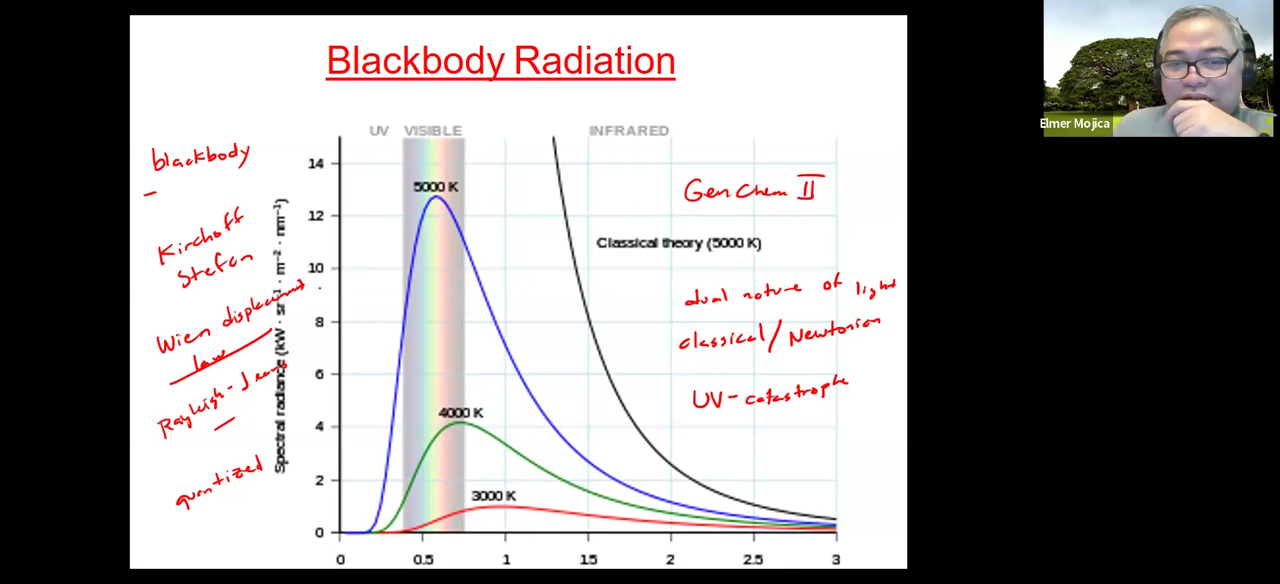 Blackbody Radiation
Elmer Mojica
UV VISIBLE INFRARED
blackbody
Kirchoff
Stefan
Wien displacement
law
Rayleigh-Jeans
quantized
Spectral radiance (kW · sr⁻¹ · m⁻² · nm⁻¹)
14
12
10
8
6
4
2
0
5000 K
4000 K
3000 K
Classical theory (5000 K)
Gen Chem II
dual nature of light
classical/Newtonian
UV-catastrophe
0 0.5 1 1.5 2 2.5 3